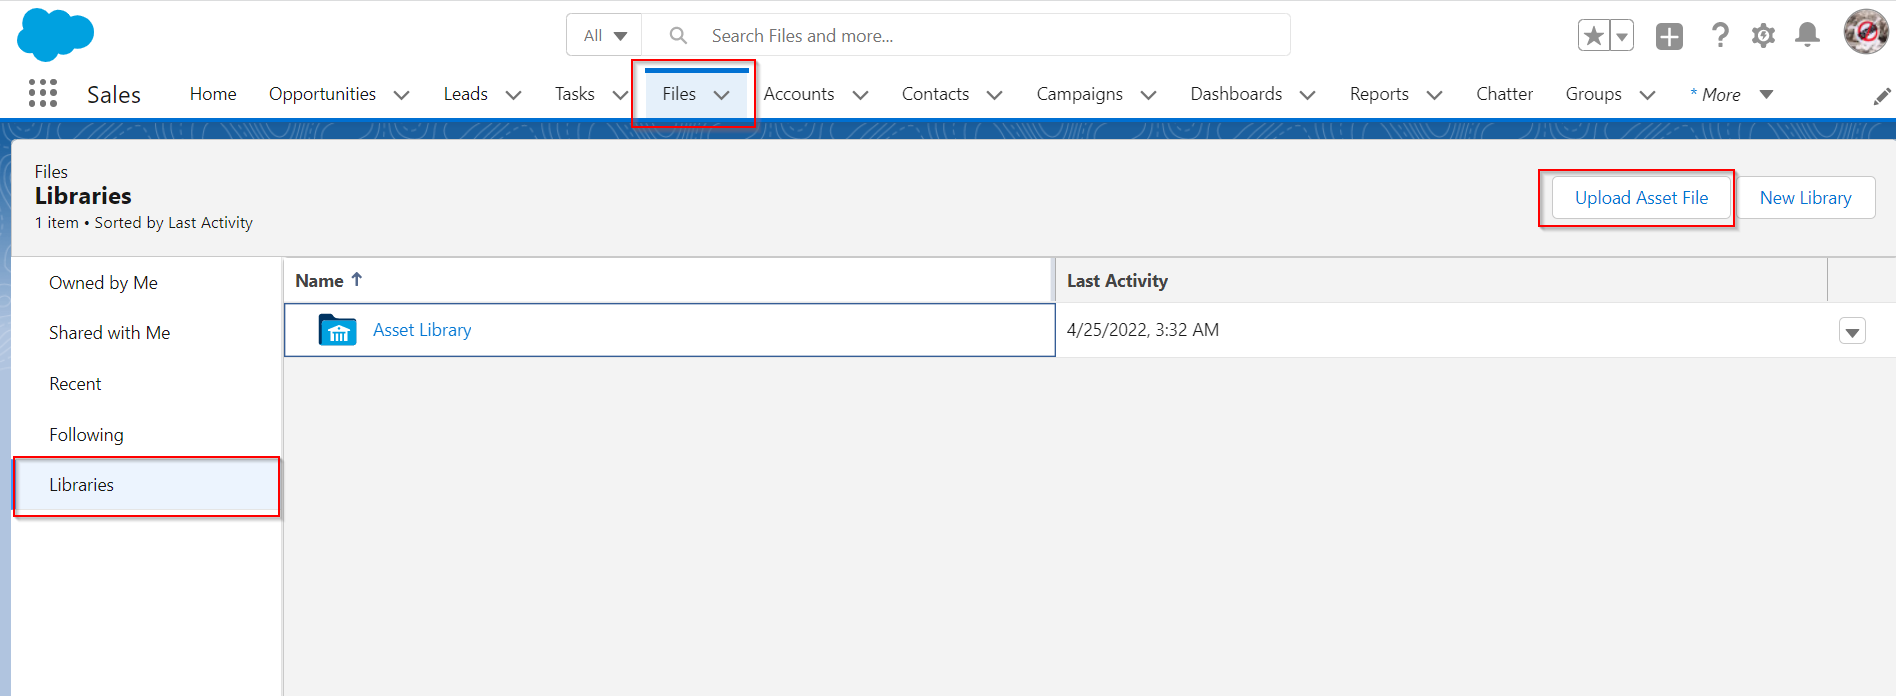 All
Search Files and more...
Sales Home Opportunities Leads Tasks Files Accounts Contacts Campaigns Dashboards Reports Chatter Groups * More
Files
Libraries
1 item • Sorted by Last Activity
Upload Asset File New Library
Owned by Me
Shared with Me
Recent
Following
Libraries
Name Last Activity
Asset Library 4/25/2022, 3:32 AM